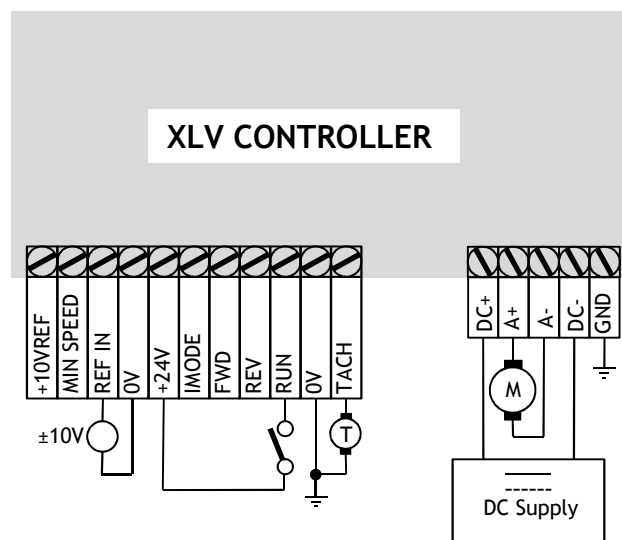 XLV CONTROLLER
+10VREF
MIN SPEED
REF IN
0V
+24V
IMODE
FWD
REV
RUN
0V
TACH
DC+
A+
A-
DC-
GND
±10V
T
M
DC Supply